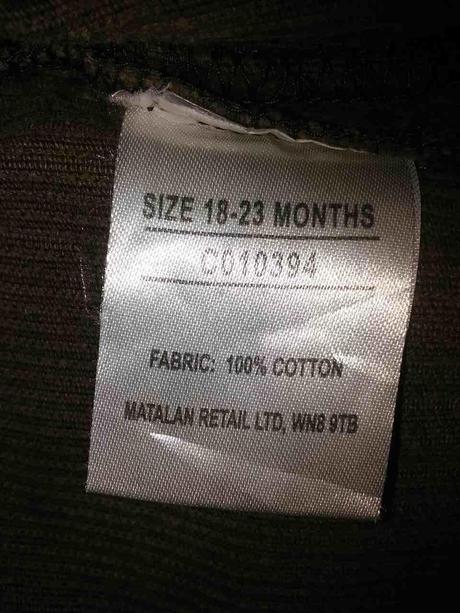 SIZE 18-23 MONTHS
C010394
FABRIC: 100% COTTON
MATALAN RETAIL LTD, WN8 9TB